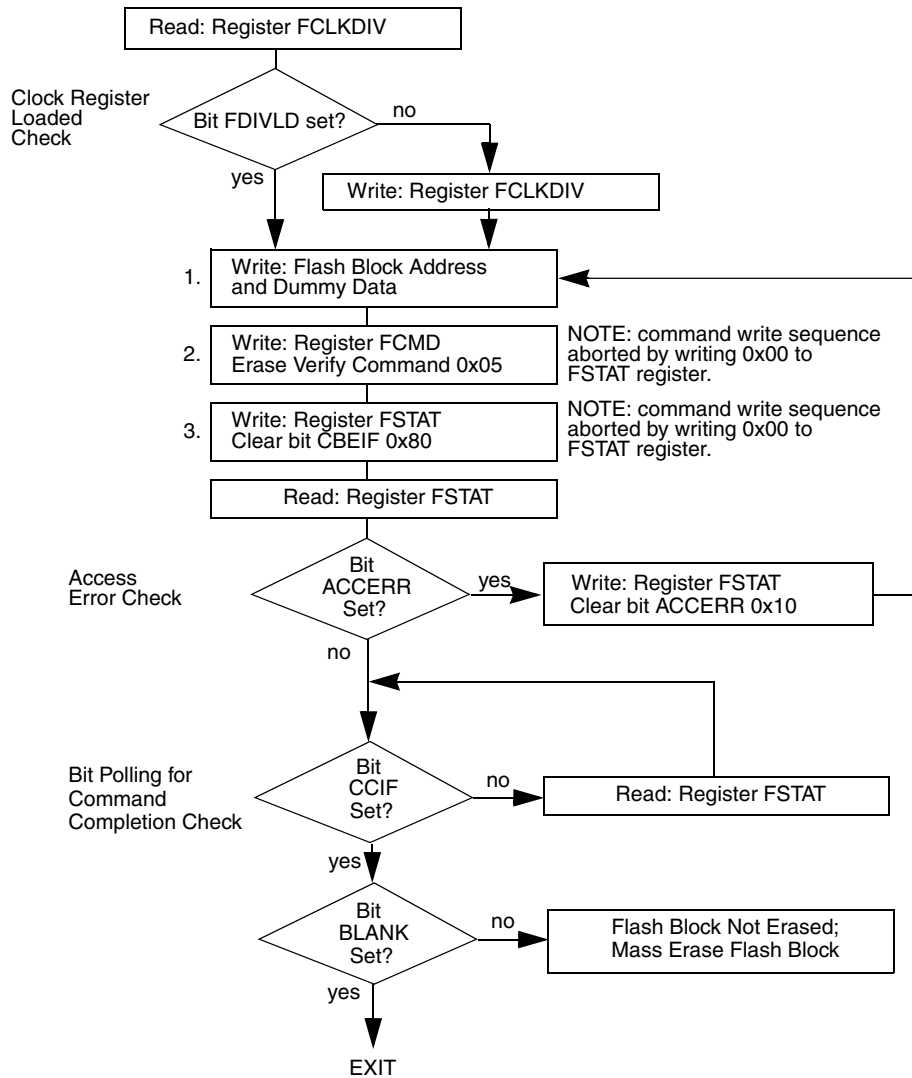 Read: Register FCLKDIV
Clock Register
Loaded
Check
Bit FDIVLD set?
no
yes
Write: Register FCLKDIV
1.
Write: Flash Block Address
and Dummy Data
2.
Write: Register FCMD
Erase Verify Command 0x05
NOTE: command write sequence
aborted by writing 0x00 to
FSTAT register.
3.
Write: Register FSTAT
Clear bit CBEIF 0x80
NOTE: command write sequence
aborted by writing 0x00 to
FSTAT register.
Read: Register FSTAT
Access
Error Check
Bit
ACCERR
Set?
yes
Write: Register FSTAT
Clear bit ACCERR 0x10
no
Bit Polling for
Command
Completion Check
Bit
CCIF
Set?
no
Read: Register FSTAT
yes
Bit
BLANK
Set?
no
Flash Block Not Erased;
Mass Erase Flash Block
yes
EXIT